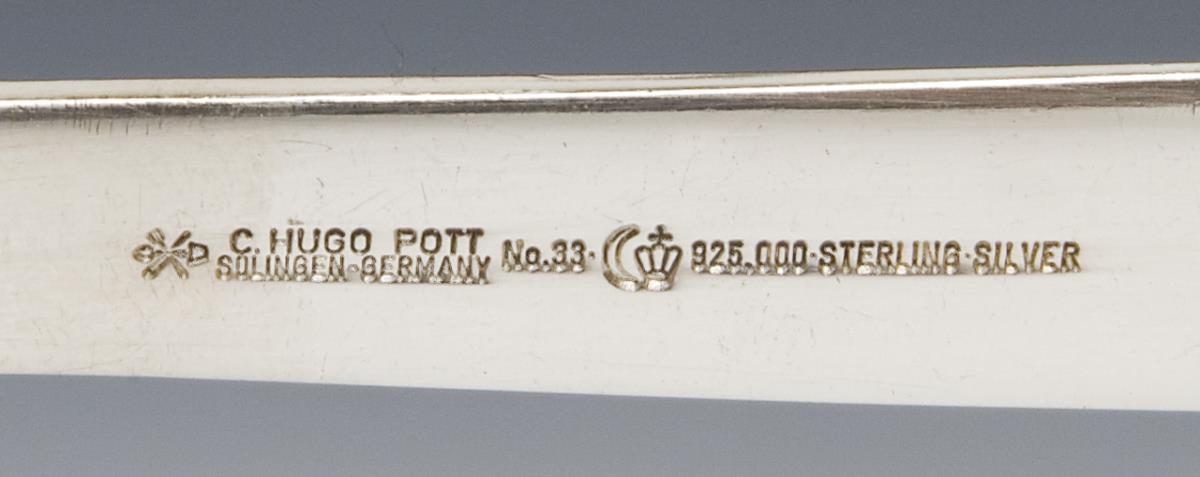 C. HUGO POTT
SOLINGEN·GERMANY
No.33· 925.000·STERLING·SILVER